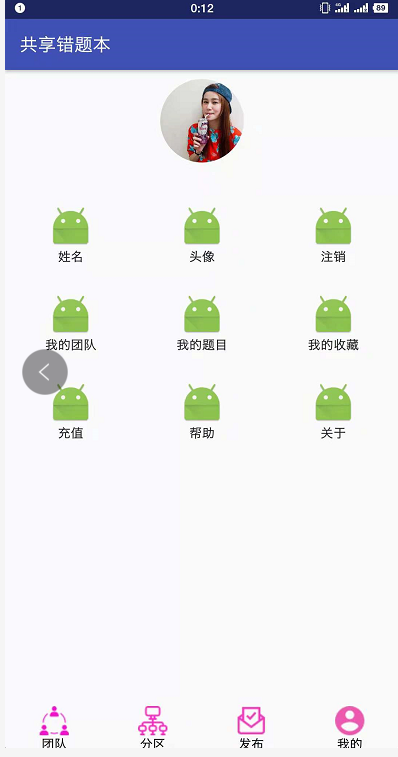 1 0:12 4G 89
共享错题本
姓名 头像 注销
我的团队 我的题目 我的收藏
充值 帮助 关于
团队 分区 发布 我的